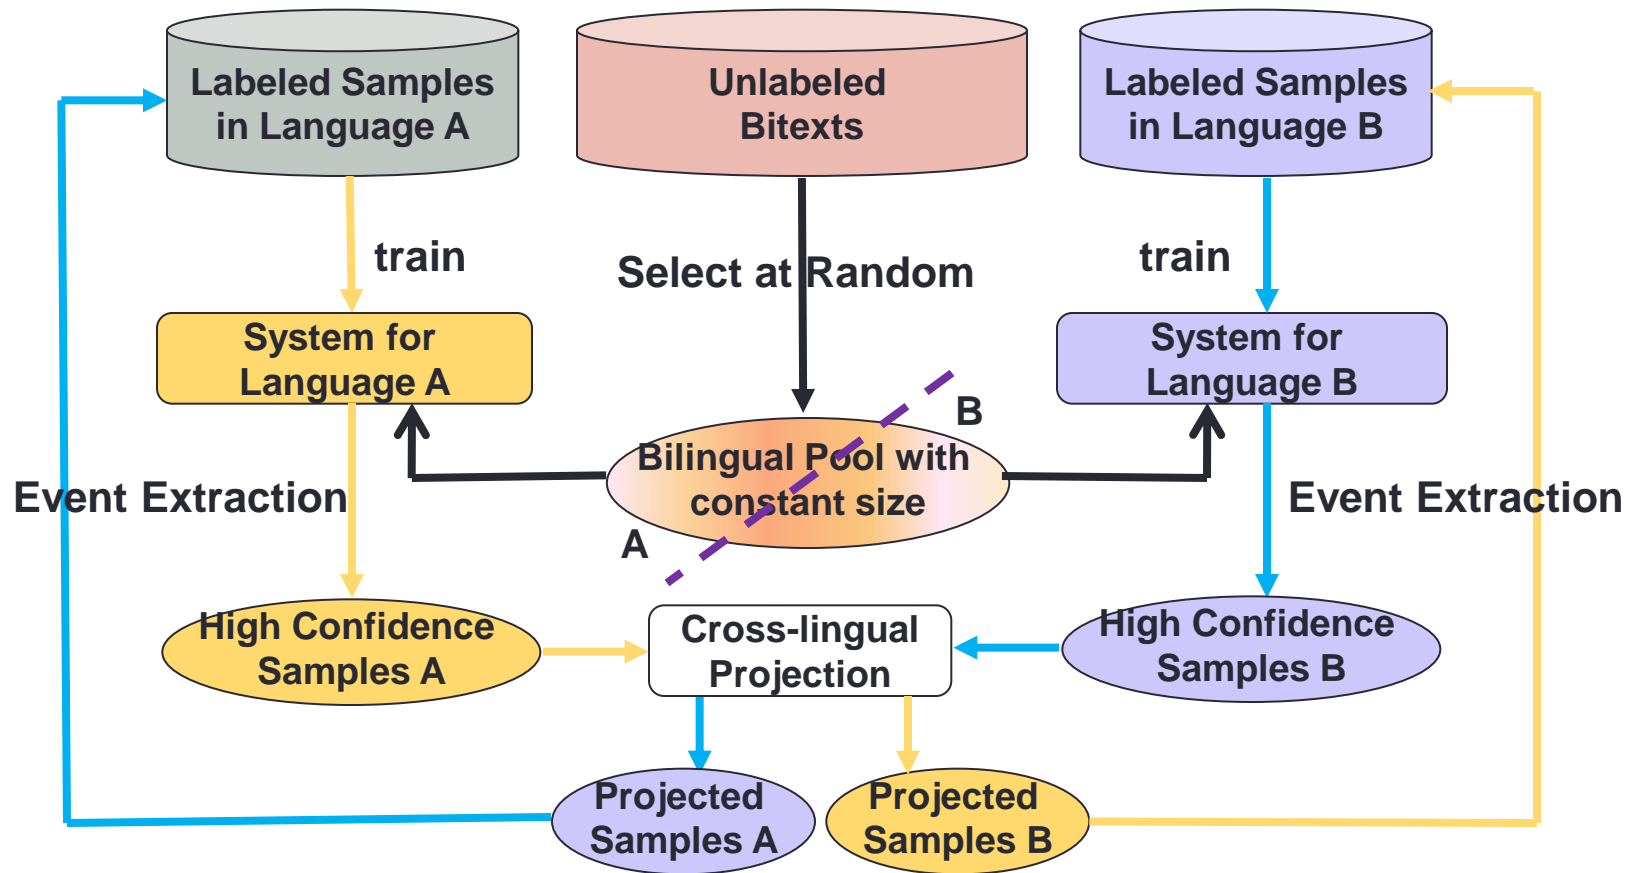 Labeled Samples
in Language A
Unlabeled
Bitexts
Labeled Samples
in Language B
train
Select at Random
train
System for
Language A
System for
Language B
B
Bilingual Pool with
constant size
A
Event Extraction
Event Extraction
High Confidence
Samples A
Cross-lingual
Projection
High Confidence
Samples B
Projected
Samples A
Projected
Samples B